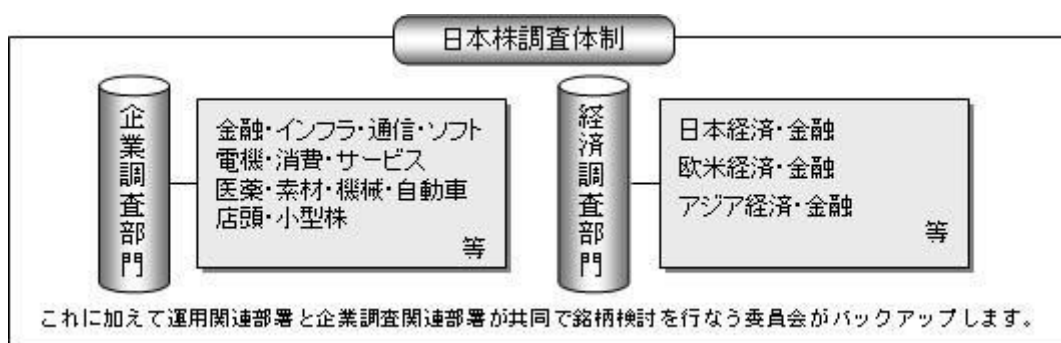 日本株調査体制
企業調査部門
金融・インフラ・通信・ソフト
電機・消費・サービス
医薬・素材・機械・自動車
店頭・小型株
等
経済調査部門
日本経済・金融
欧米経済・金融
アジア経済・金融
等
これに加えて運用関連部署と企業調査関連部署が共同で銘柄検討を行なう委員会がバックアップします。